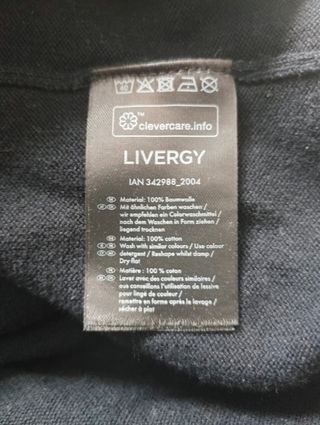 clevercare.info
LIVERGY
IAN 342988_2004
Material: 100% Baumwolle
Mit ähnlichen Farben waschen /
wir empfehlen ein Colorwaschmittel /
nach dem Waschen in Form ziehen /
liegend trocknen
Material: 100% cotton
Wash with similar colours / Use colour
detergent / Reshape whilst damp /
Dry flat
Matière : 100 % coton
Laver avec des couleurs similaires /
nous conseillons l'utilisation de lessive
pour linge de couleur /
remettre en forme après le lavage /
sécher à plat